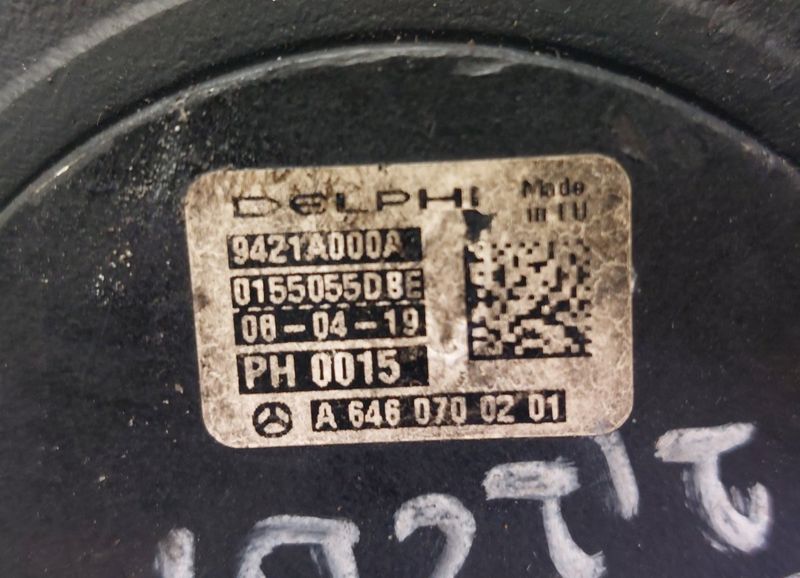 DELPHI
Made
in EU
9421A000A
0155055D8E
08-04-19
PH 0015
A 646 070 02 01